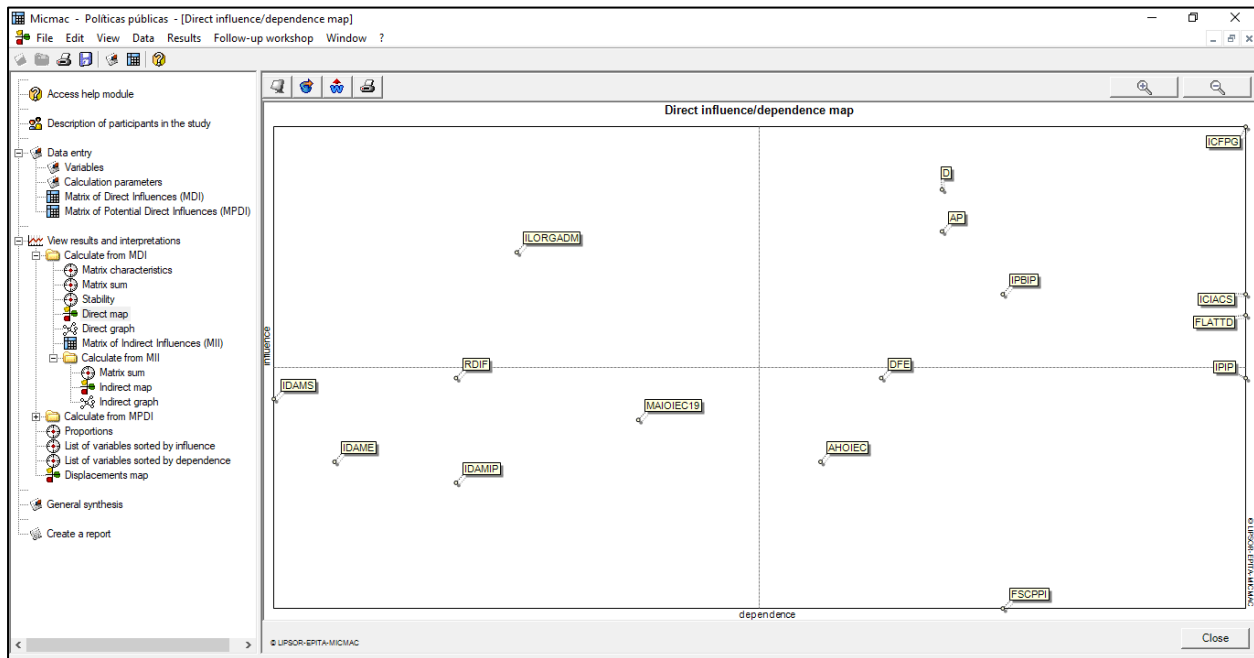 Micmac - Políticas públicas - [Direct influence/dependence map]
File Edit View Data Results Follow-up workshop Window ?
Access help module
Description of participants in the study
Data entry
Variables
Calculation parameters
Matrix of Direct Influences (MDI)
Matrix of Potential Direct Influences (MPDI)
View results and interpretations
Calculate from MDI
Matrix characteristics
Matrix sum
Stability
Direct map
Direct graph
Matrix of Indirect Influences (MII)
Calculate from MII
Matrix sum
Indirect map
Indirect graph
Calculate from MPDI
Proportions
List of variables sorted by influence
List of variables sorted by dependence
Displacements map
General synthesis
Create a report
Direct influence/dependence map
ICFPG
D
AP
ILORGADM
IPBIP
ICIACS
FLATTD
influence
RDIF
DFE
IPIP
IDAMS
MAIOIEC19
IDAME
AHOIEC
IDAMIP
FSCPPI
dependence
© LIPSOR-EPITA-MICMAC
© LIPSOR-EPITA-MICMAC
Close